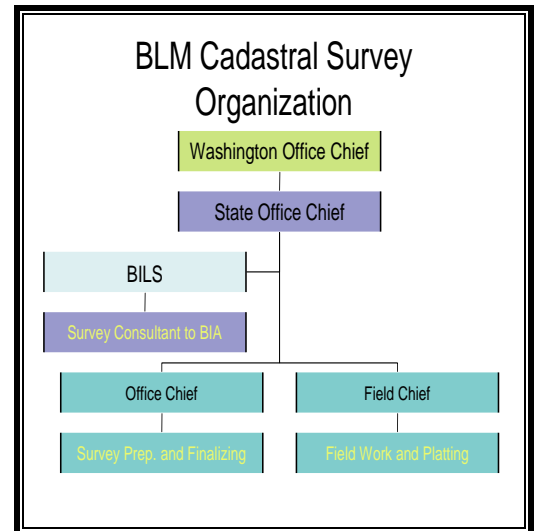 BLM Cadastral Survey
Organization
Washington Office Chief
State Office Chief
BILS
Survey Consultant to BIA
Office Chief
Field Chief
Survey Prep. and Finalizing
Field Work and Platting